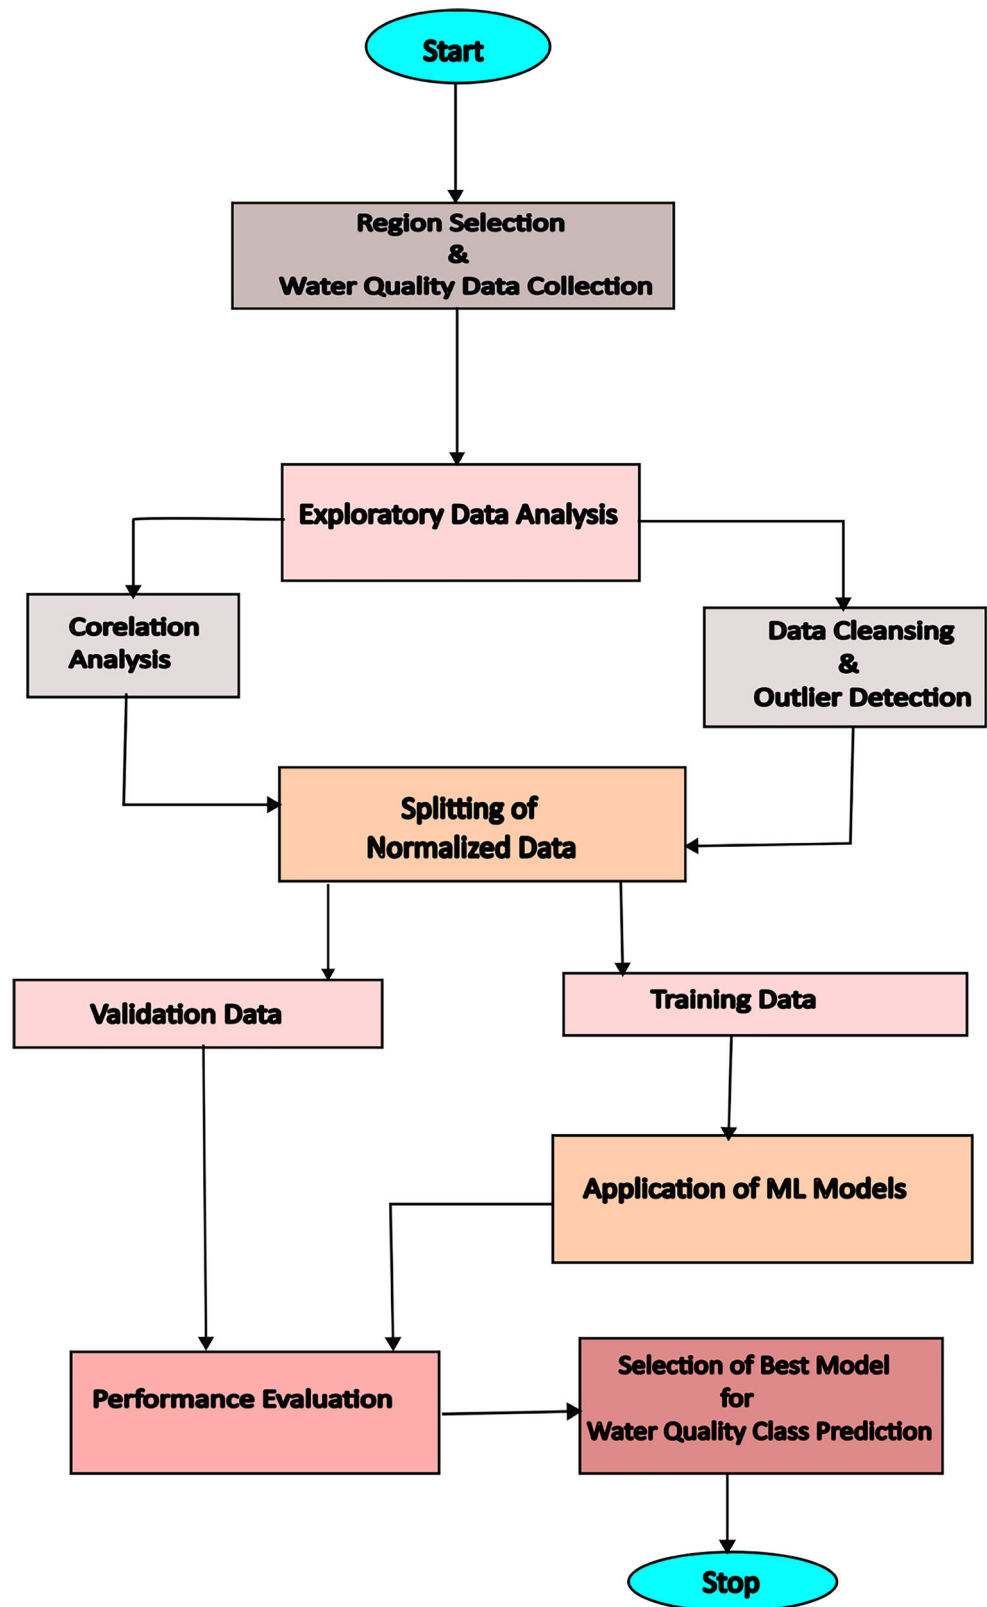 Start
Region Selection
&
Water Quality Data Collection
Exploratory Data Analysis
Corelation
Analysis
Data Cleansing
&
Outlier Detection
Splitting of
Normalized Data
Validation Data
Training Data
Application of ML Models
Performance Evaluation
Selection of Best Model
for
Water Quality Class Prediction
Stop